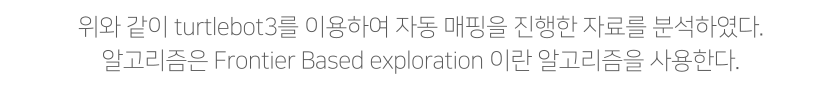 위와 같이 turtlebot3를 이용하여 자동 매핑을 진행한 자료를 분석하였다.
알고리즘은 Frontier Based exploration 이란 알고리즘을 사용한다.